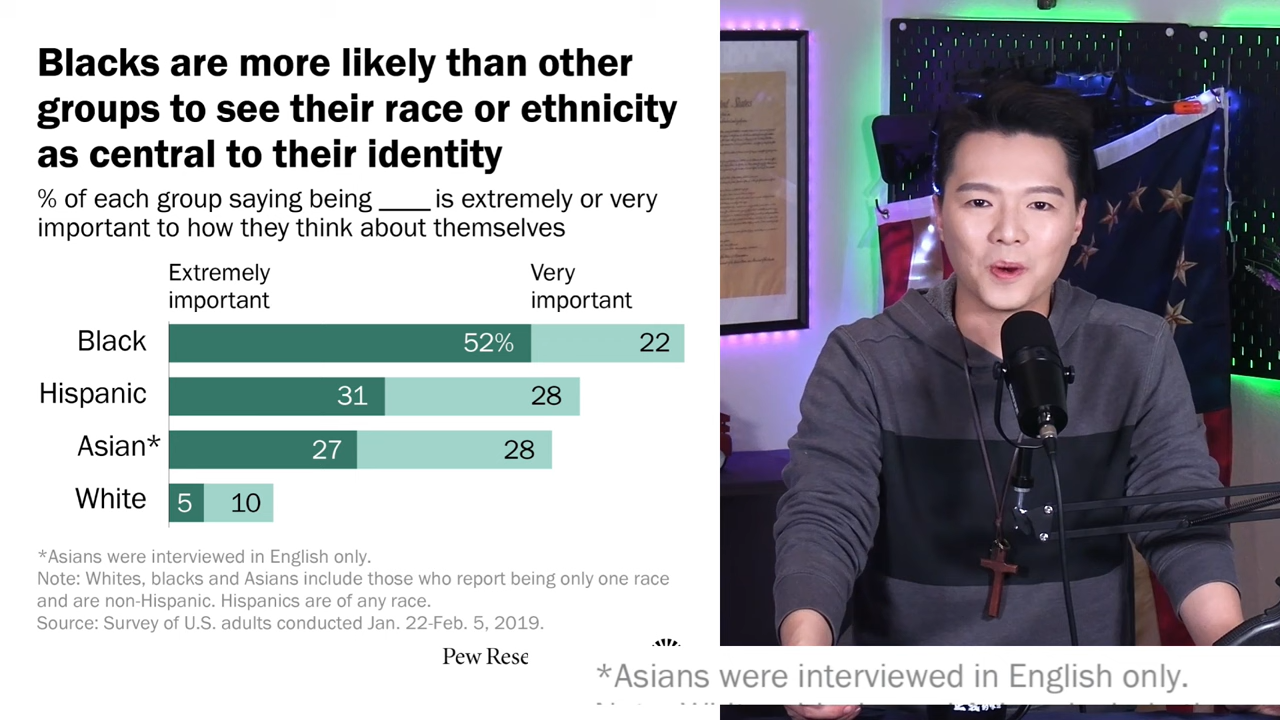 Blacks are more likely than other
groups to see their race or ethnicity
as central to their identity
% of each group saying being ____ is extremely or very
important to how they think about themselves
Extremely important
Very important
Black 52% 22
Hispanic 31 28
Asian* 27 28
White 5 10
*Asians were interviewed in English only.
Note: Whites, blacks and Asians include those who report being only one race
and are non-Hispanic. Hispanics are of any race.
Source: Survey of U.S. adults conducted Jan. 22-Feb. 5, 2019.
Pew Rese
*Asians were interviewed in English only.